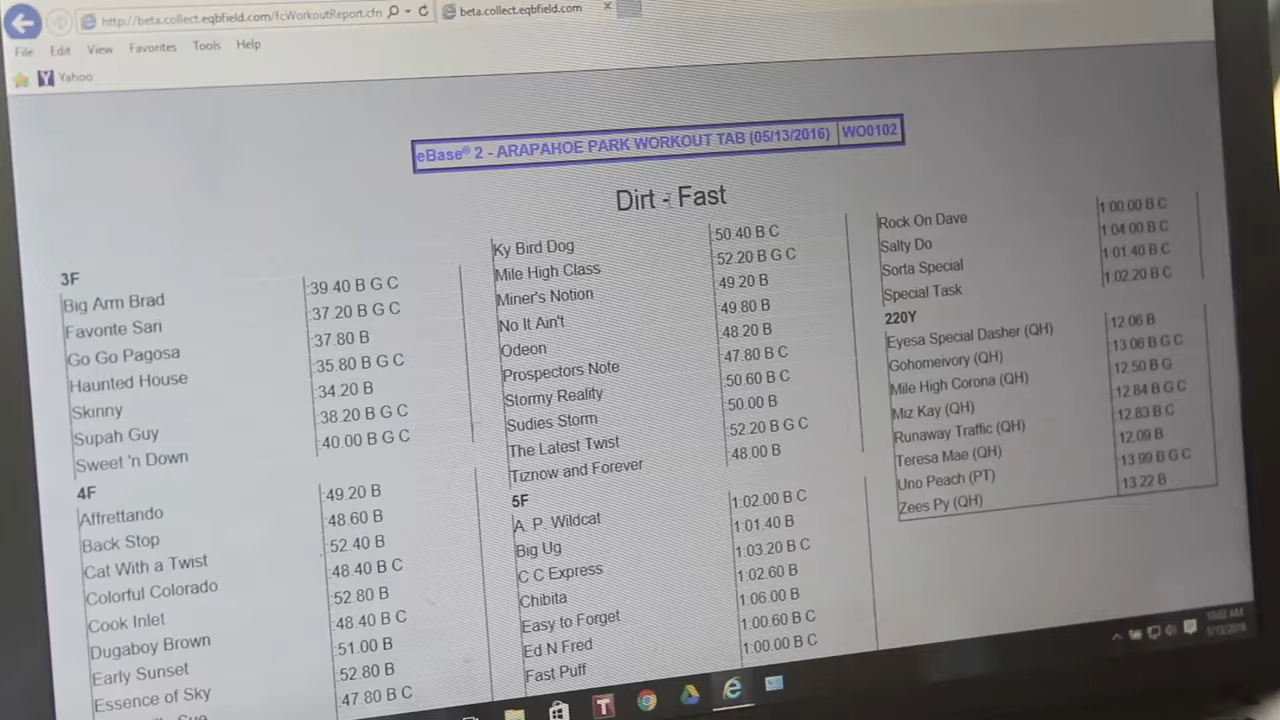 http://beta.collect.eqbfield.com/fcWorkoutReport.cfn
beta.collect.eqbfield.com
File Edit View Favorites Tools Help
Yahoo
eBase® 2 - ARAPAHOE PARK WORKOUT TAB (05/13/2016) WO0102
Dirt - Fast
3F
Big Arm Brad :39.40 B G C
Favorite Sari :37.20 B G C
Go Go Pagosa :37.80 B
Haunted House :35.80 B G C
Skinny :34.20 B
Supah Guy :38.20 B G C
Sweet 'n Down :40.00 B G C
4F
Affrettando :49.20 B
Back Stop :48.60 B
Cat With a Twist :52.40 B
Colorful Colorado :48.40 B C
Cook Inlet :52.80 B
Dugaboy Brown :48.40 B C
Early Sunset :51.00 B
Essence of Sky :52.80 B
Sue :47.80 B C
Ky Bird Dog :50.40 B C
Mile High Class :52.20 B G C
Miner's Notion :49.20 B
No It Ain't :49.80 B
Odeon :48.20 B
Prospectors Note :47.80 B C
Stormy Reality :50.60 B C
Sudies Storm :50.00 B
The Latest Twist :52.20 B G C
Tiznow and Forever :48.00 B
5F
A. P. Wildcat 1:02.00 B C
Big Ug 1:01.40 B
C C Express 1:03.20 B C
Chibita 1:02.60 B
Easy to Forget 1:06.00 B
Ed N Fred 1:00.60 B C
Fast Puff 1:00.00 B C
Rock On Dave 1:00.00 B C
Salty Do 1:04.00 B C
Sorta Special 1:01.40 B C
Special Task 1:02.20 B C
220Y
Eyesa Special Dasher (QH) :12.06 B
Gohomeivory (QH) :13.06 B G C
Mile High Corona (QH) :12.50 B G
Miz Kay (QH) :12.84 B G C
Runaway Traffic (QH) :12.83 B C
Teresa Mae (QH) :12.09 B
Uno Peach (PT) :13.99 B G C
Zees Py (QH) :13.22 B
10:02 AM
5/13/2016